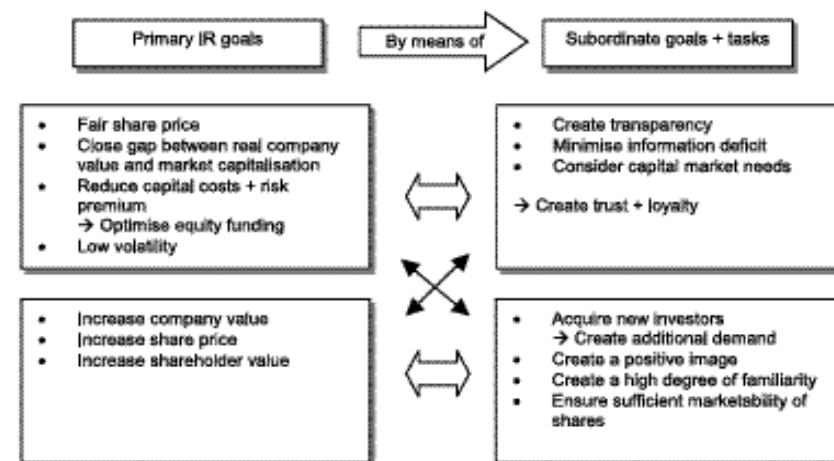 Primary IR goals
By means of
Subordinate goals + tasks
• Fair share price
• Close gap between real company
value and market capitalisation
• Reduce capital costs + risk
premium
→ Optimise equity funding
• Low volatility
• Create transparency
• Minimise information deficit
• Consider capital market needs
→ Create trust + loyalty
• Increase company value
• Increase share price
• Increase shareholder value
• Acquire new investors
→ Create additional demand
• Create a positive image
• Create a high degree of familiarity
• Ensure sufficient marketability of
shares